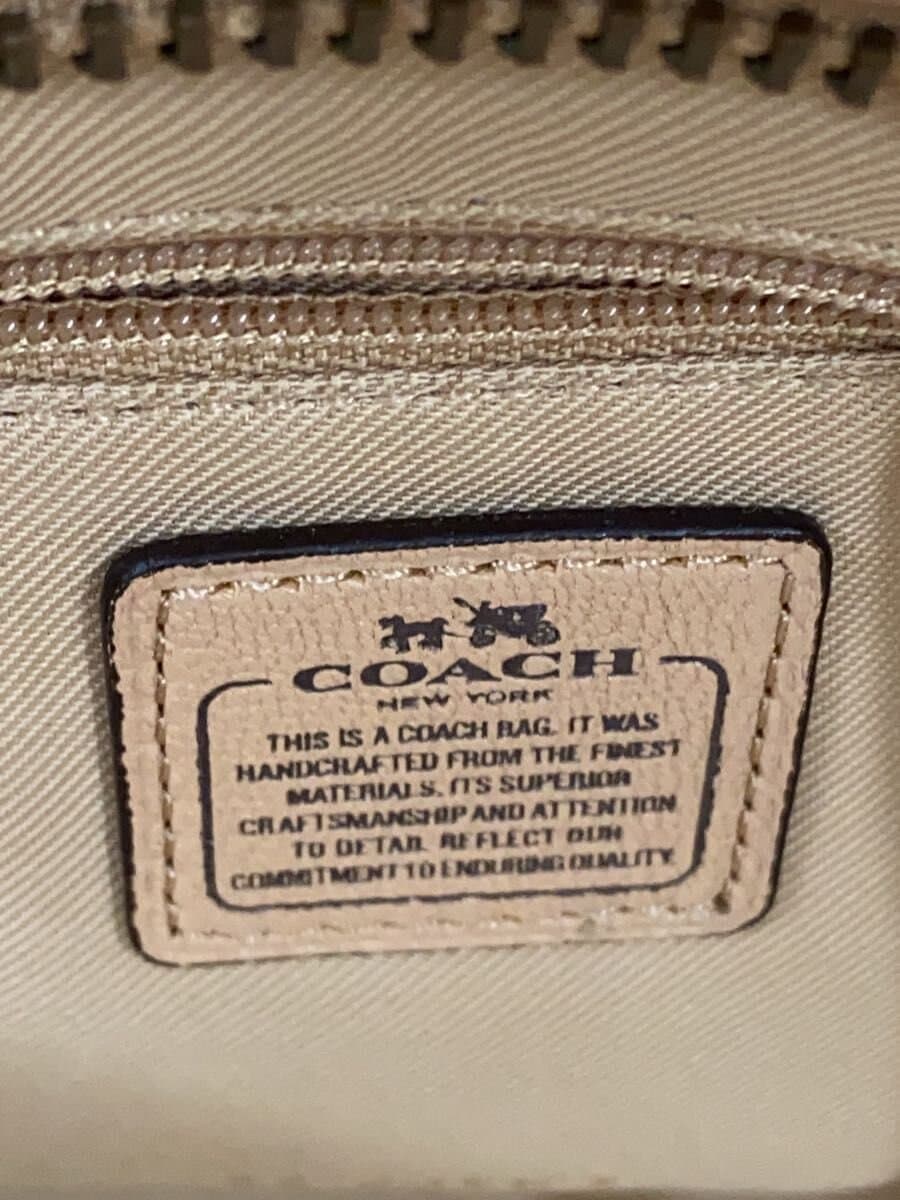 COACH
NEW YORK
THIS IS A COACH BAG. IT WAS
HANDCRAFTED FROM THE FINEST
MATERIALS. ITS SUPERIOR
CRAFTSMANSHIP AND ATTENTION
TO DETAIL REFLECT OUR
COMMITMENT TO ENDURING QUALITY.